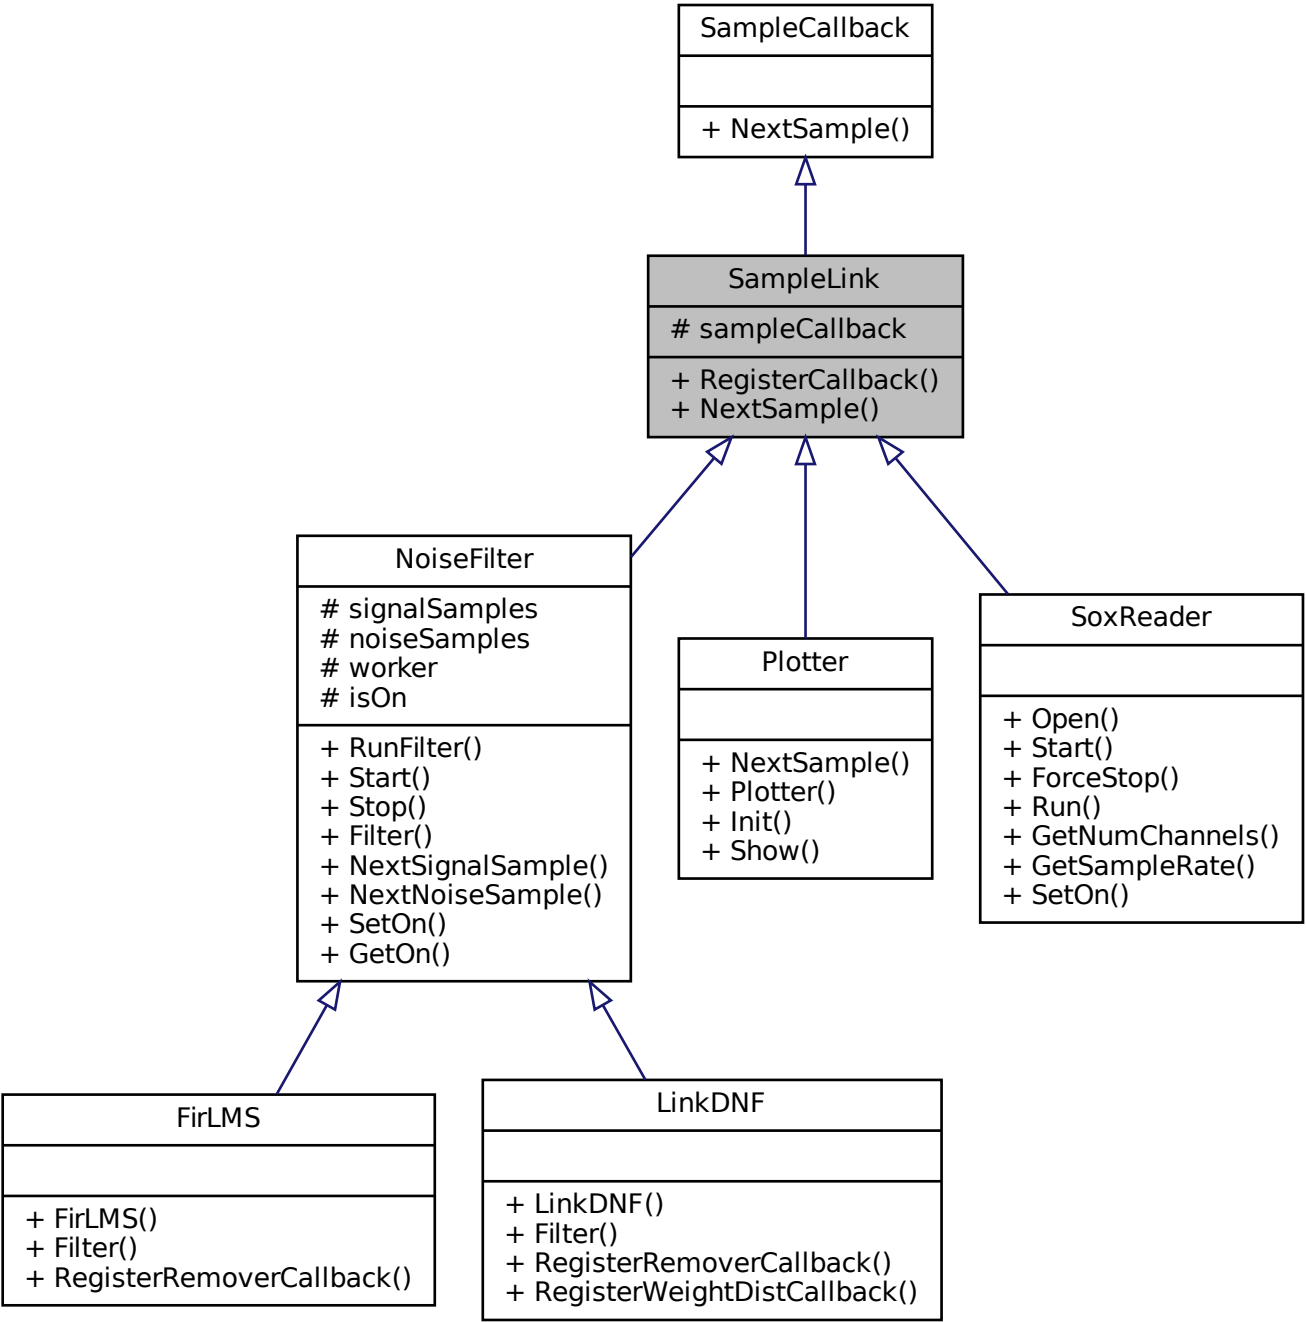 SampleCallback
+ NextSample()
SampleLink
# sampleCallback
+ RegisterCallback()
+ NextSample()
NoiseFilter
# signalSamples
# noiseSamples
# worker
# isOn
+ RunFilter()
+ Start()
+ Stop()
+ Filter()
+ NextSignalSample()
+ NextNoiseSample()
+ SetOn()
+ GetOn()
Plotter
+ NextSample()
+ Plotter()
+ Init()
+ Show()
SoxReader
+ Open()
+ Start()
+ ForceStop()
+ Run()
+ GetNumChannels()
+ GetSampleRate()
+ SetOn()
FirLMS
+ FirLMS()
+ Filter()
+ RegisterRemoverCallback()
LinkDNF
+ LinkDNF()
+ Filter()
+ RegisterRemoverCallback()
+ RegisterWeightDistCallback()